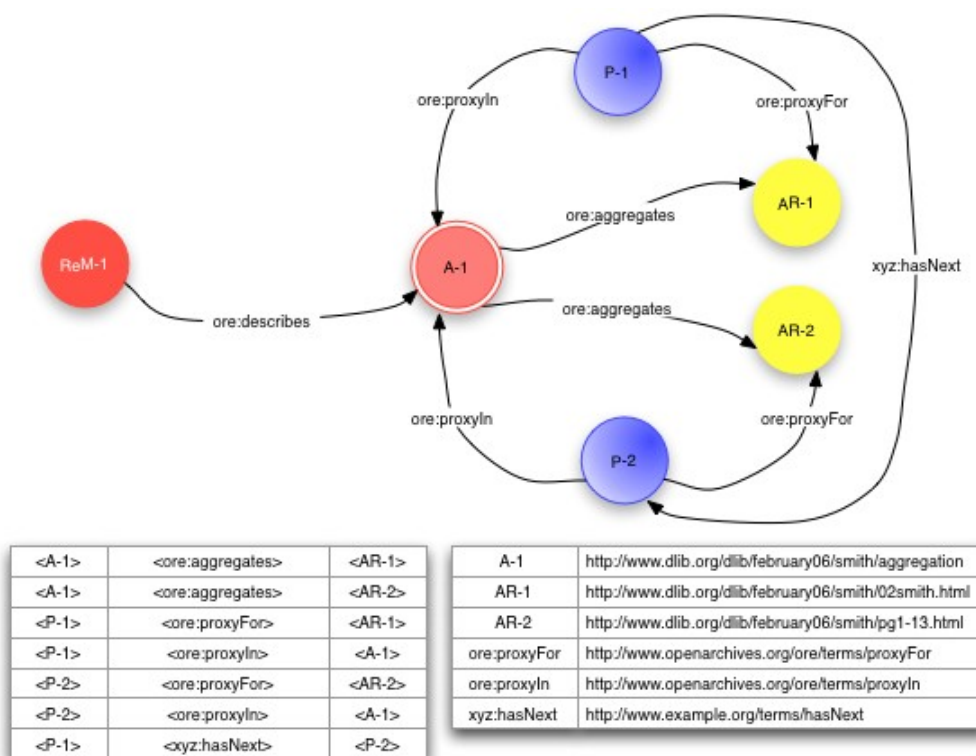 P-1
ore:proxyIn
ore:proxyFor
AR-1
ore:aggregates
ReM-1
A-1
xyz:hasNext
ore:describes
ore:aggregates
AR-2
ore:proxyIn
ore:proxyFor
P-2
<A-1> <ore:aggregates> <AR-1>
<A-1> <ore:aggregates> <AR-2>
<P-1> <ore:proxyFor> <AR-1>
<P-1> <ore:proxyIn> <A-1>
<P-2> <ore:proxyFor> <AR-2>
<P-2> <ore:proxyIn> <A-1>
<P-1> <xyz:hasNext> <P-2>
A-1 http://www.dlib.org/dlib/february06/smith/aggregation
AR-1 http://www.dlib.org/dlib/february06/smith/02smith.html
AR-2 http://www.dlib.org/dlib/february06/smith/pg1-13.html
ore:proxyFor http://www.openarchives.org/ore/terms/proxyFor
ore:proxyIn http://www.openarchives.org/ore/terms/proxyIn
xyz:hasNext http://www.example.org/terms/hasNext